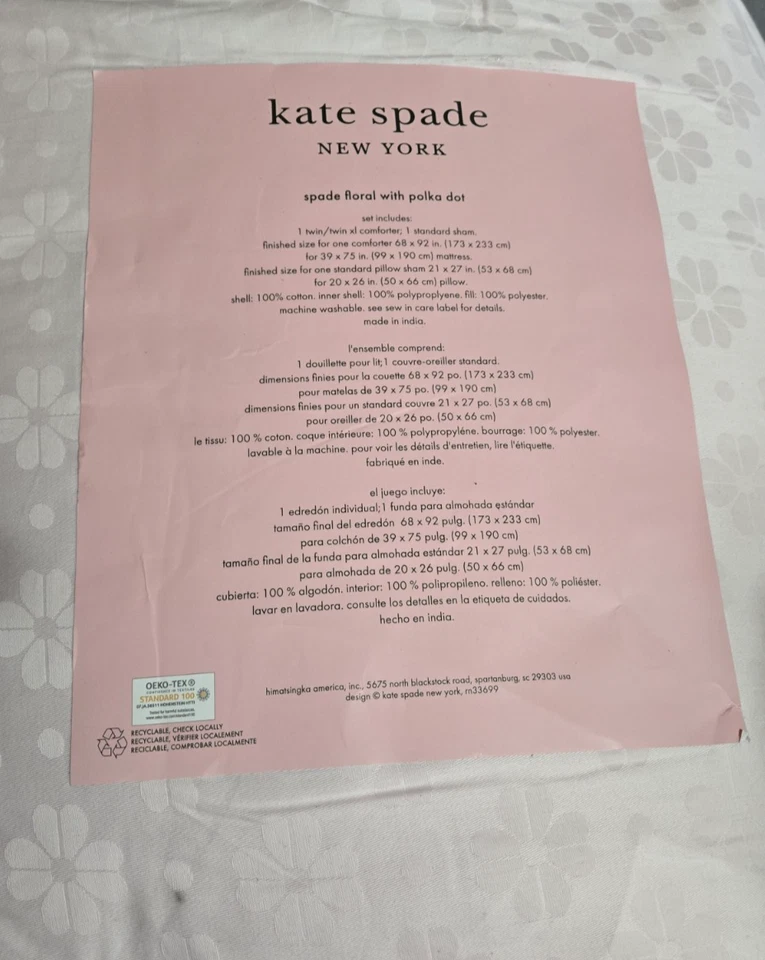 kate spade
NEW YORK
spade floral with polka dot
set includes:
1 twin/twin xl comforter; 1 standard sham.
finished size for one comforter 68 x 92 in. (173 x 233 cm)
for 39 x 75 in. (99 x 190 cm) mattress.
finished size for one standard pillow sham 21 x 27 in. (53 x 68 cm)
for 20 x 26 in. (50 x 66 cm) pillow.
shell: 100% cotton. inner shell: 100% polyproplyene. fill: 100% polyester.
machine washable. see sew in care label for details.
made in india.
l'ensemble comprend:
1 douillette pour lit; 1 couvre-oreiller standard.
dimensions finies pour la couette 68 x 92 po. (173 x 233 cm)
pour matelas de 39 x 75 po. (99 x 190 cm)
dimensions finies pour un standard couvre 21 x 27 po. (53 x 68 cm)
pour oreiller de 20 x 26 po. (50 x 66 cm)
le tissu: 100 % coton. coque intérieure: 100 % polypropyléne. bourrage: 100 % polyester.
lavable à la machine. pour voir les détails d'entretien, lire l'étiquette.
fabriqué en inde.
el juego incluye:
1 edredón individual; 1 funda para almohada estándar
tamaño final del edredón 68 x 92 pulg. (173 x 233 cm)
para colchón de 39 x 75 pulg. (99 x 190 cm)
tamaño final de la funda para almohada estándar 21 x 27 pulg. (53 x 68 cm)
para almohada de 20 x 26 pulg. (50 x 66 cm)
cubierta: 100 % algodón. interior: 100 % polipropileno. relleno: 100 % poliéster.
lavar en lavadora. consulte los detalles en la etiqueta de cuidados.
hecho en india.
himatsingka america, inc., 5675 north blackstock road, spartanburg, sc 29303 usa
design © kate spade new york, rn33699
OEKO-TEX ®
STANDARD 100
RECYCLABLE, CHECK LOCALLY
RECYCLABLE, VÉRIFIER LOCALEMENT
RECICLABLE, COMPROBAR LOCALMENTE